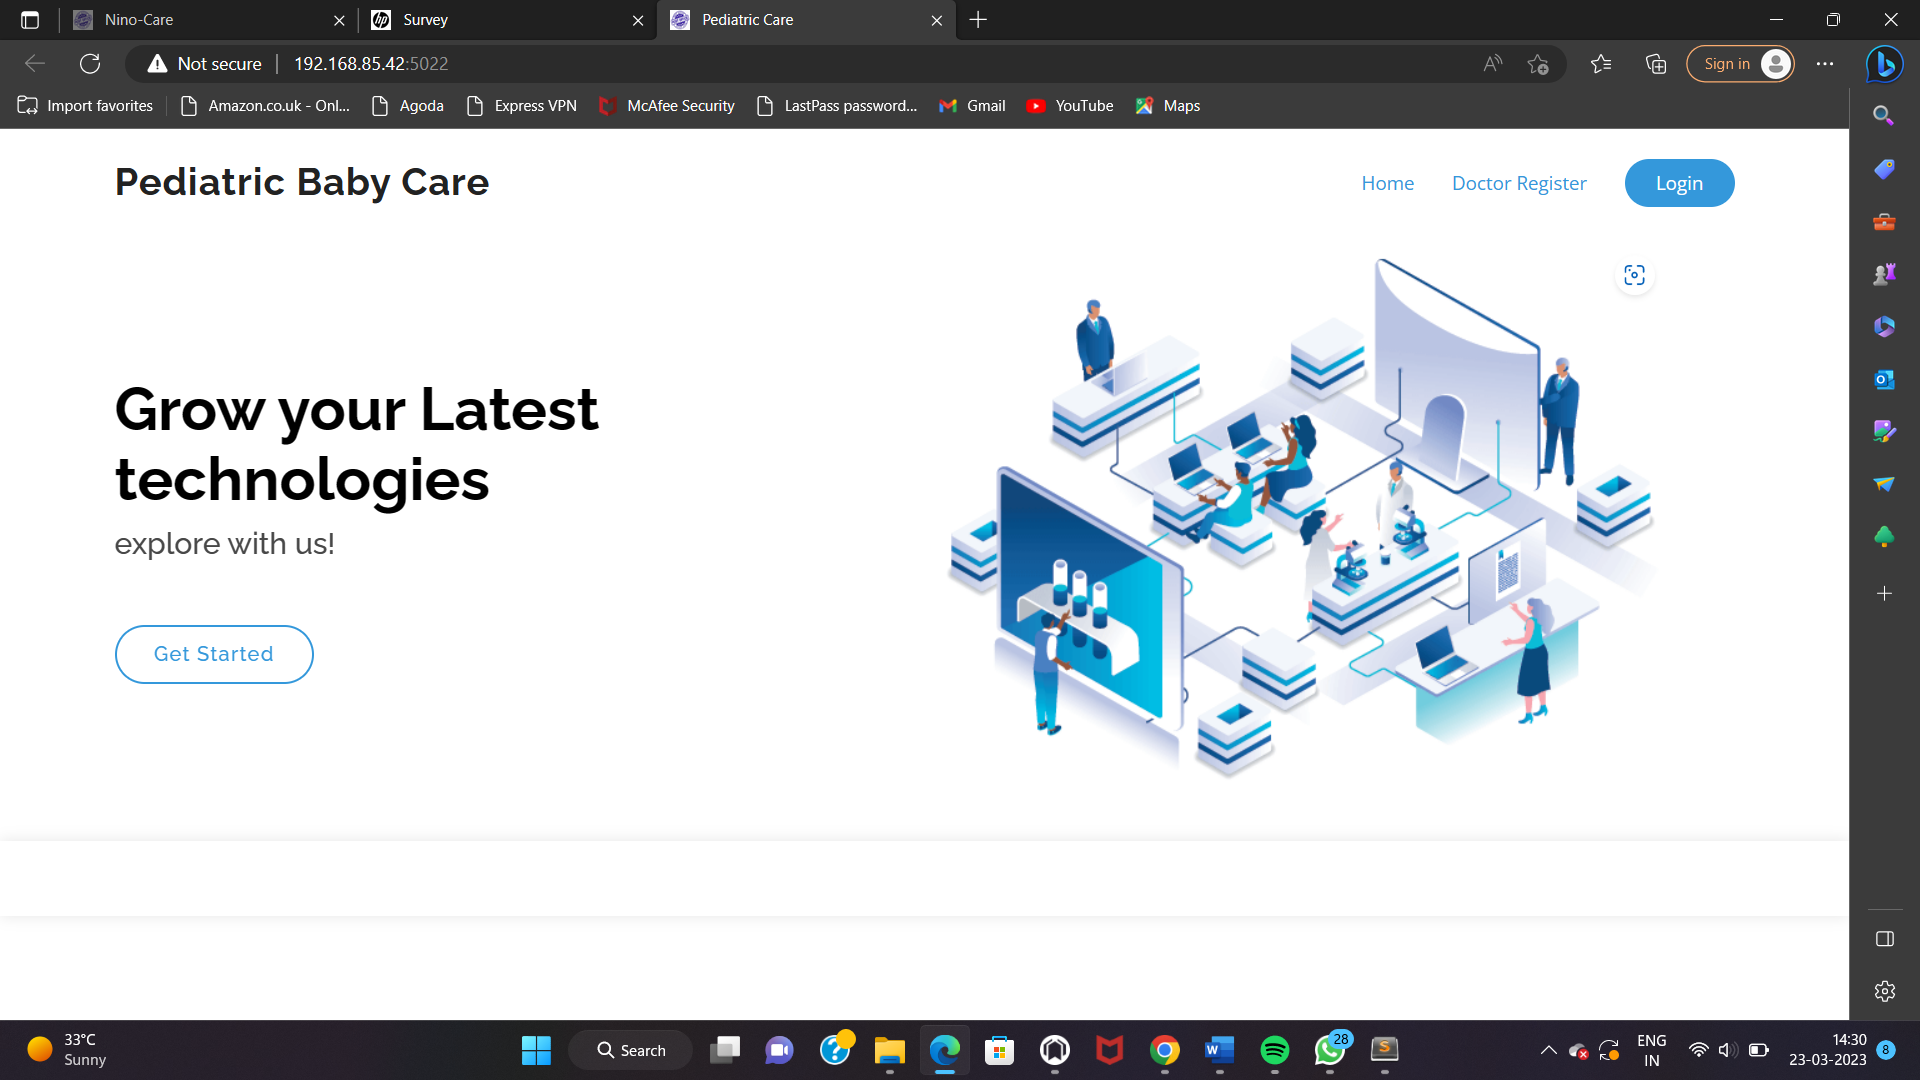 Nino-Care
Survey
Pediatric Care
Not secure
192.168.85.42:5022
Sign in
Import favorites
Amazon.co.uk - Onl...
Agoda
Express VPN
McAfee Security
LastPass password...
Gmail
YouTube
Maps
Pediatric Baby Care
Home
Doctor Register
Login
Grow your Latest
technologies
explore with us!
Get Started
33°C
Sunny
Search
28
ENG
IN
14:30
23-03-2023
8